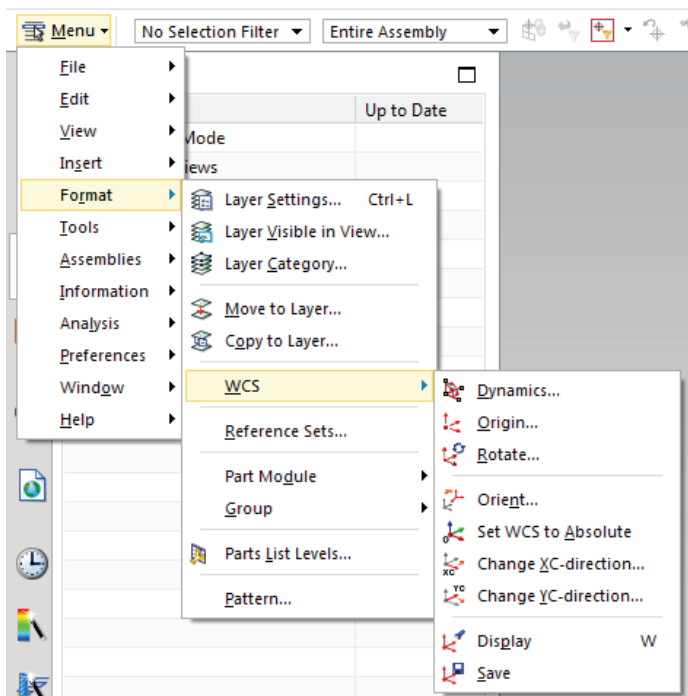 Menu No Selection Filter Entire Assembly
File
Edit
View
Insert
Format
Tools
Assemblies
Information
Analysis
Preferences
Window
Help
Up to Date
Mode
iews
Layer Settings... Ctrl+L
Layer Visible in View...
Layer Category...
Move to Layer...
Copy to Layer...
WCS
Reference Sets...
Part Module
Group
Parts List Levels...
Pattern...
Dynamics...
Origin...
Rotate...
Orient...
Set WCS to Absolute
XC
Change XC-direction...
YC
Change YC-direction...
Display W
Save